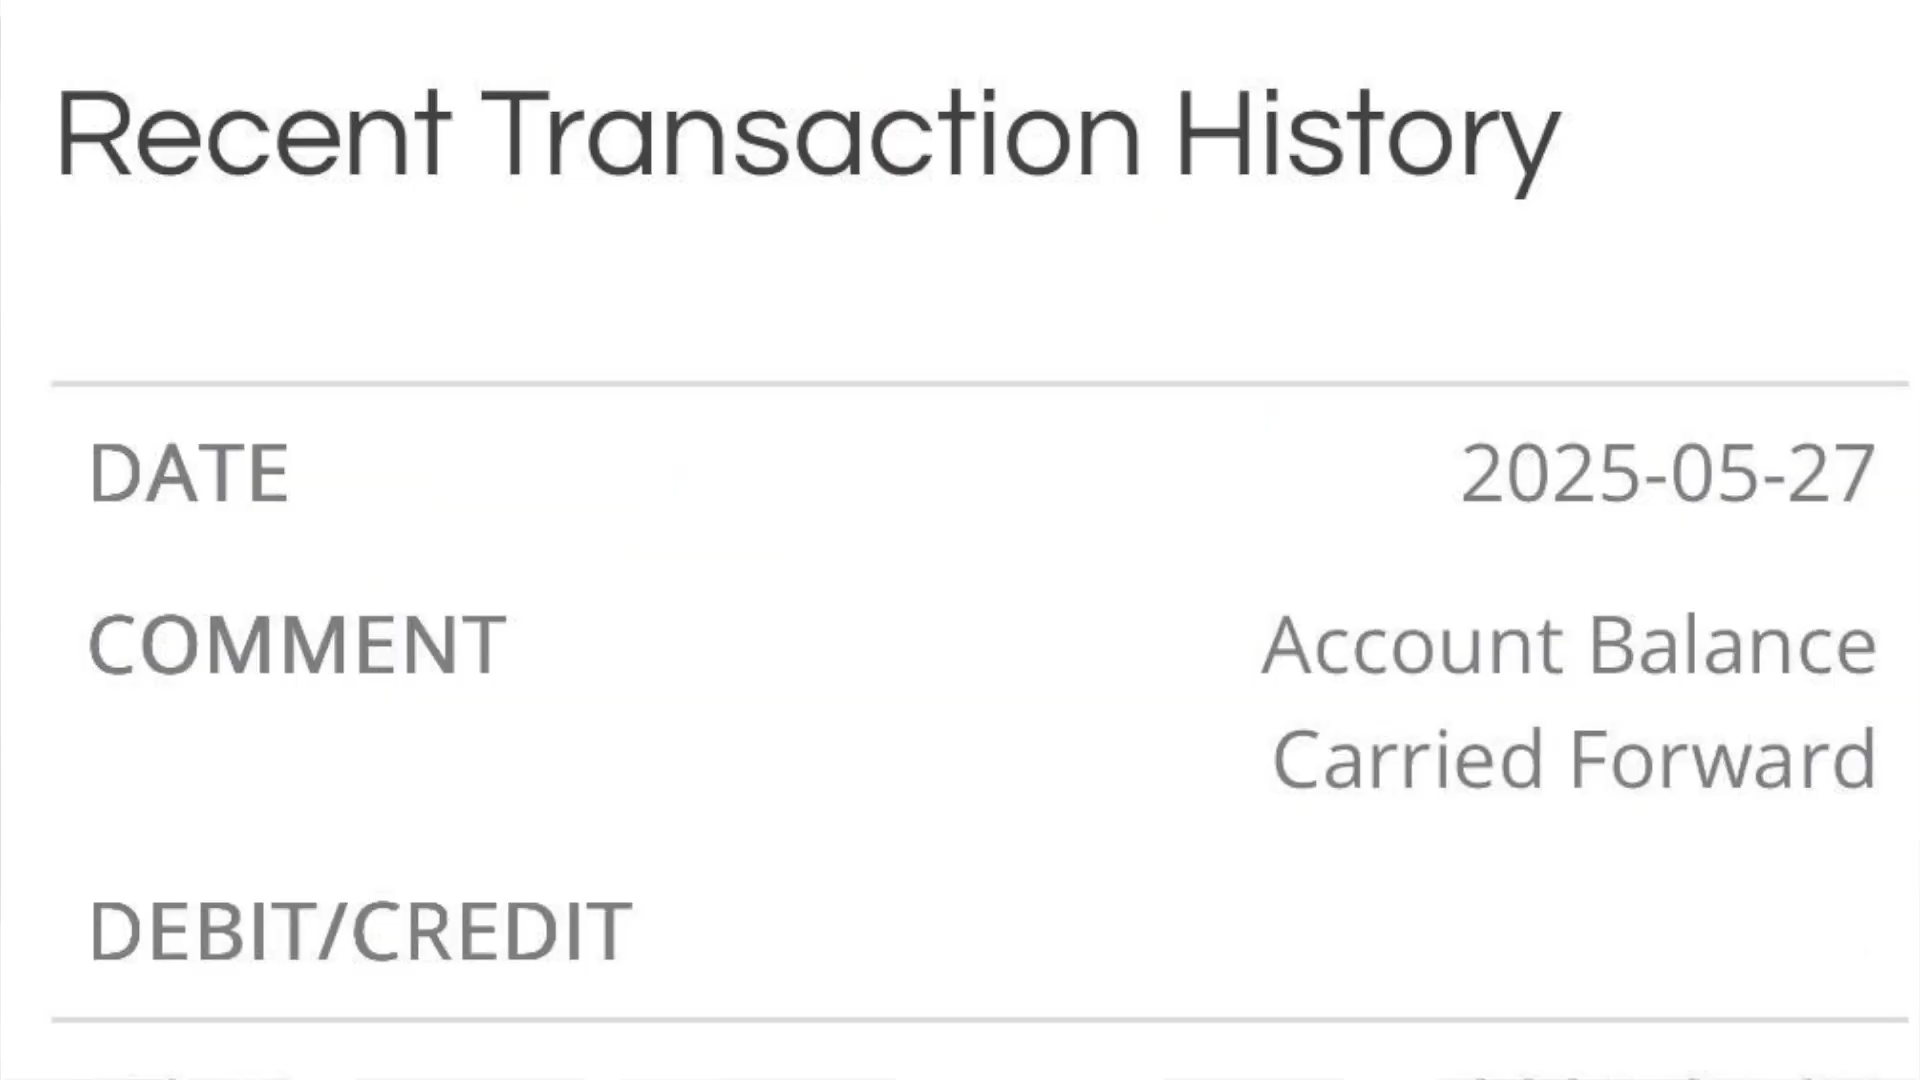 Recent Transaction History
DATE 2025-05-27
COMMENT Account Balance
Carried Forward
DEBIT/CREDIT